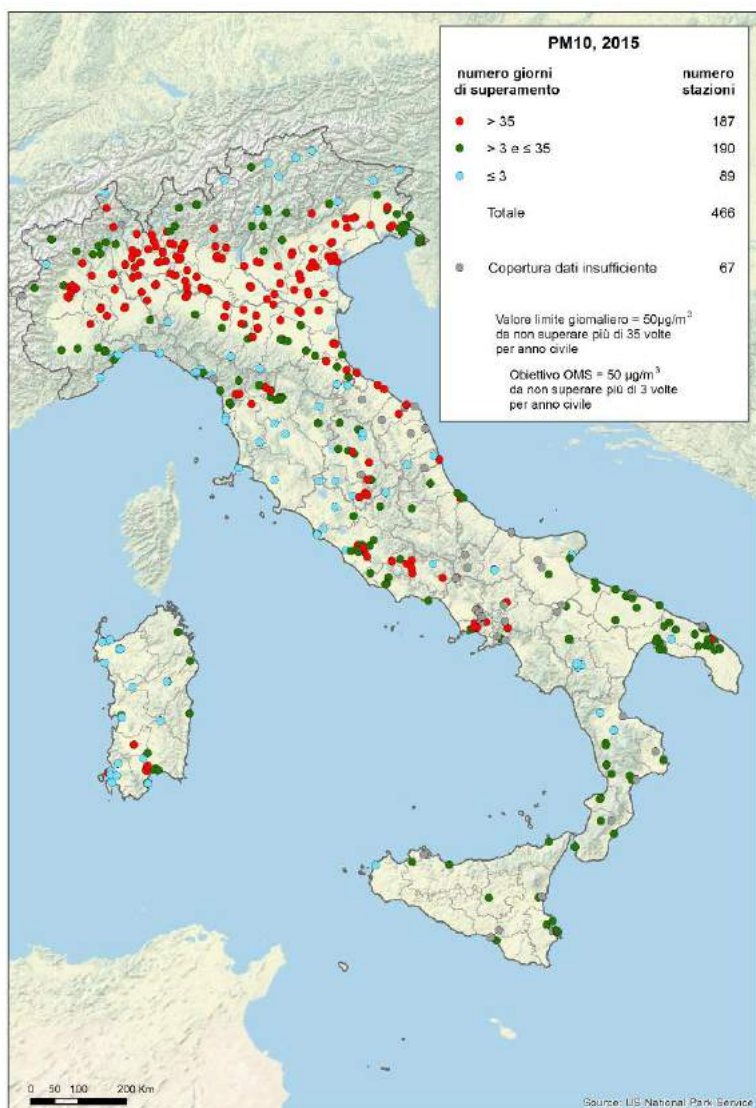 PM10, 2015
numero giorni di superamento
numero stazioni
> 35 187
> 3 e ≤ 35 190
≤ 3 89
Totale 466
Copertura dati insufficiente 67
Valore limite giornaliero = 50µg/m³
da non superare più di 35 volte
per anno civile
Obiettivo OMS = 50 µg/m³
da non superare più di 3 volte
per anno civile
0 50 100 200 Km
Source: US National Park Service